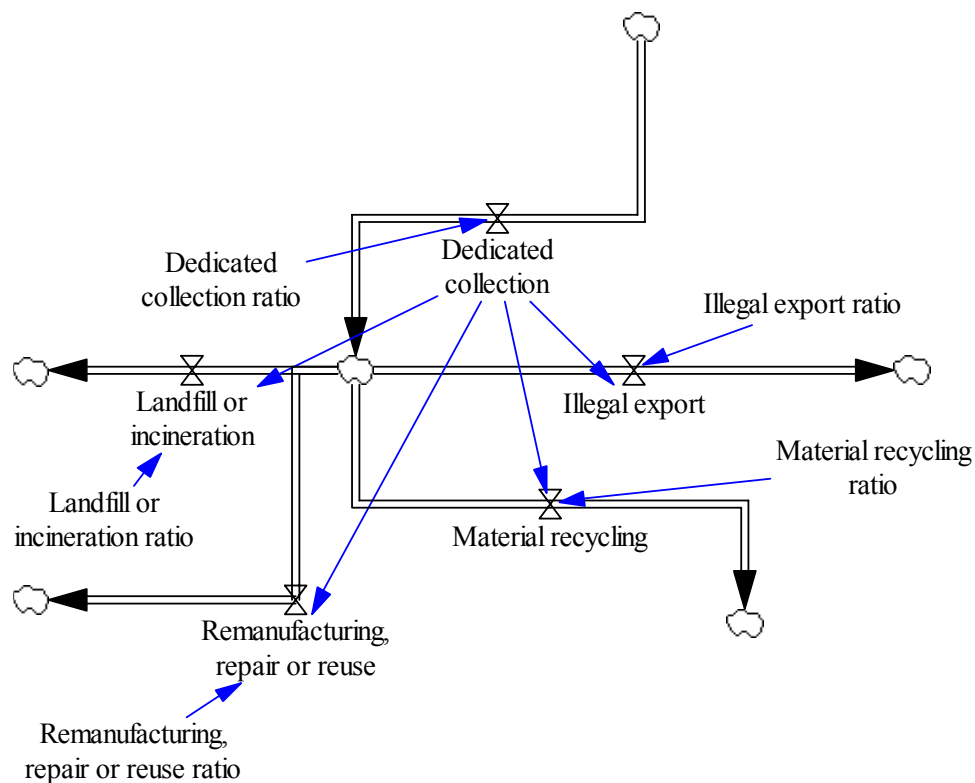 Dedicated
collection ratio
Dedicated
collection
Illegal export ratio
Landfill or
incineration
Illegal export
Material recycling
ratio
Landfill or
incineration ratio
Material recycling
Remanufacturing,
repair or reuse
Remanufacturing,
repair or reuse ratio